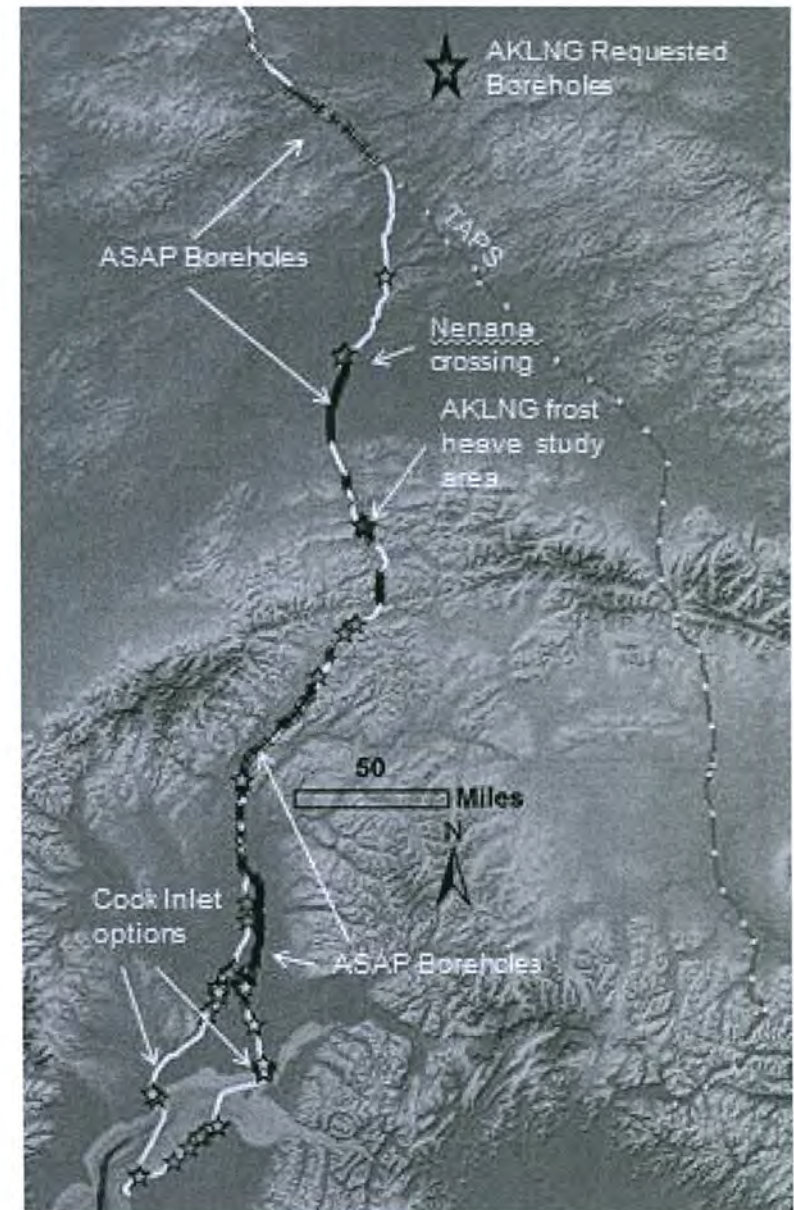 AKLNG Requested
Boreholes
TAPS
ASAP Boreholes
Nenana
crossing
AKLNG frost
heave study
area
50
Miles
N
Cook Inlet
options
ASAP Boreholes